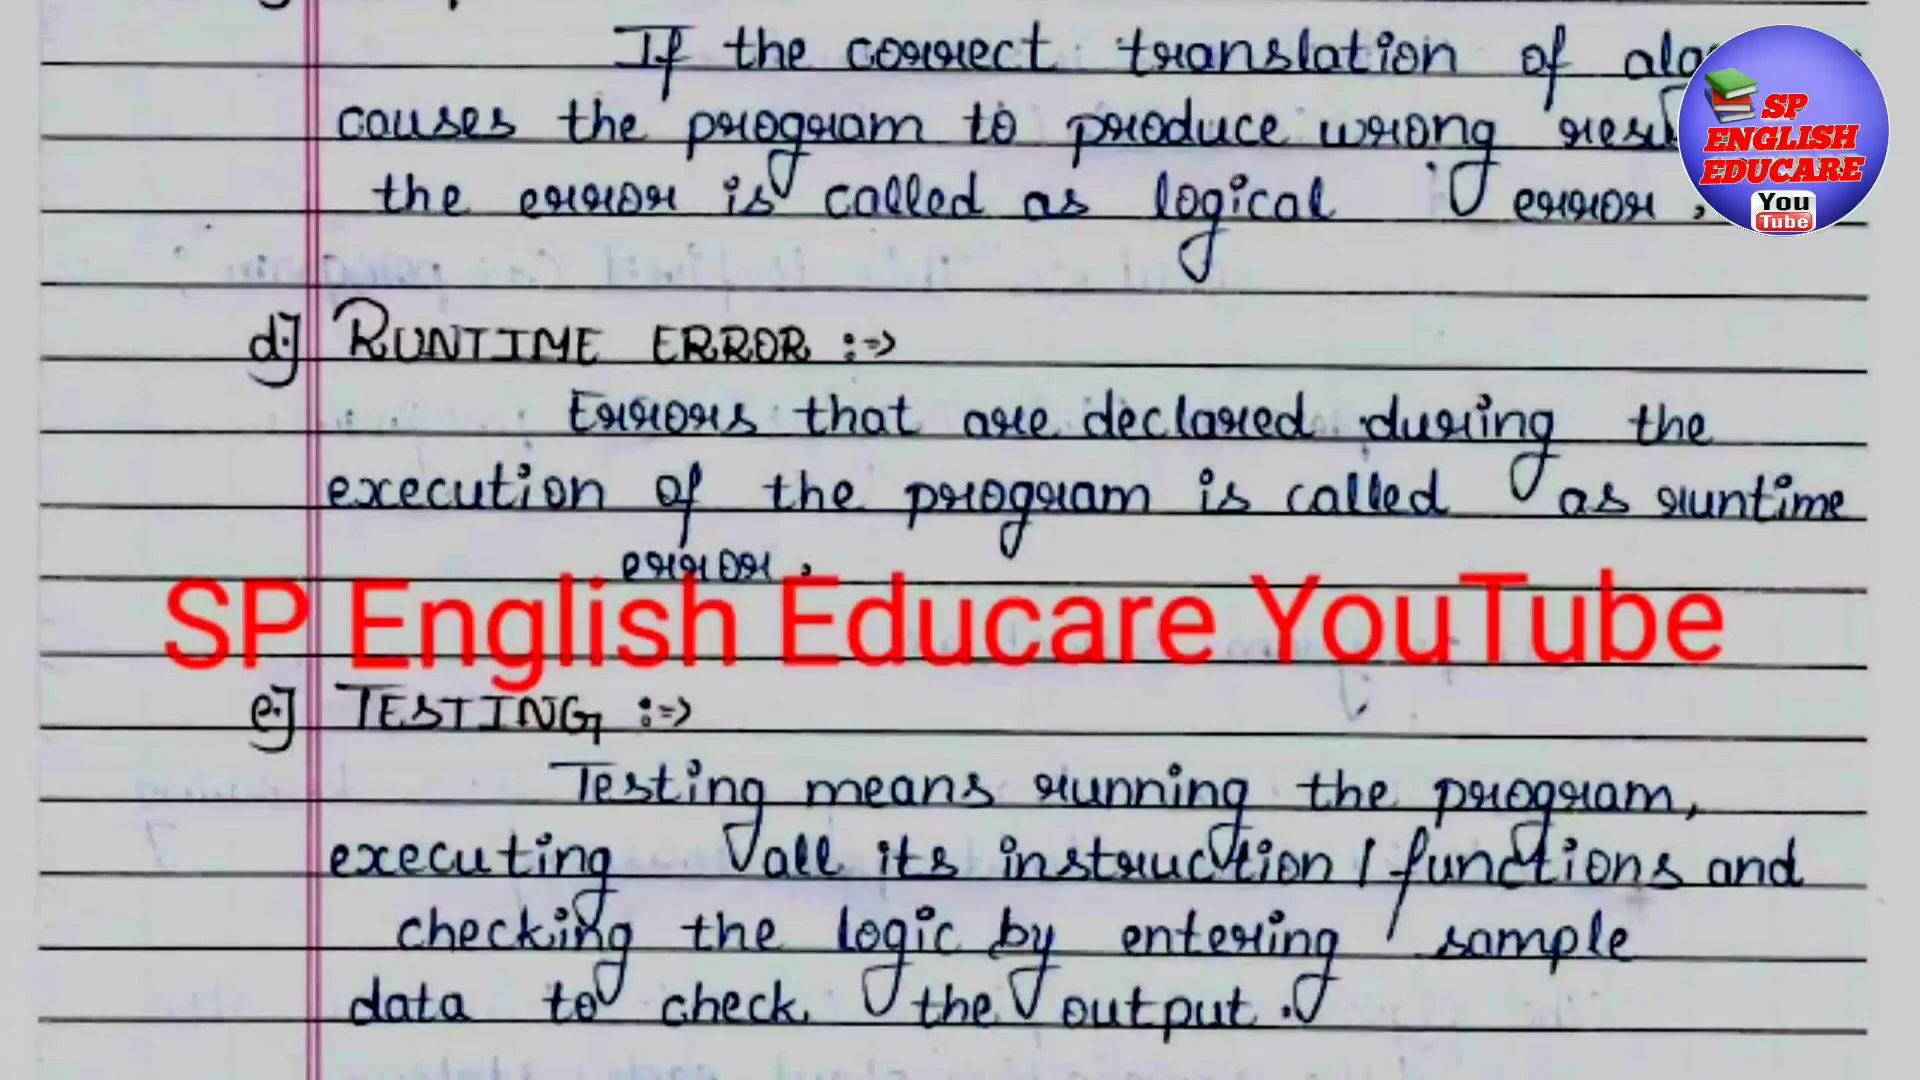 If the correct translation of
causes the program to produce wrong
the error is called as logical error.
d.] RUNTIME ERROR :->
Errors that are declared during the
execution of the program is called as runtime
error.
e.] TESTING :->
Testing means running the program,
executing all its instruction / functions and
checking the logic by entering sample
data to check the output.
SP English Educare YouTube
SP
ENGLISH
EDUCARE
You
Tube